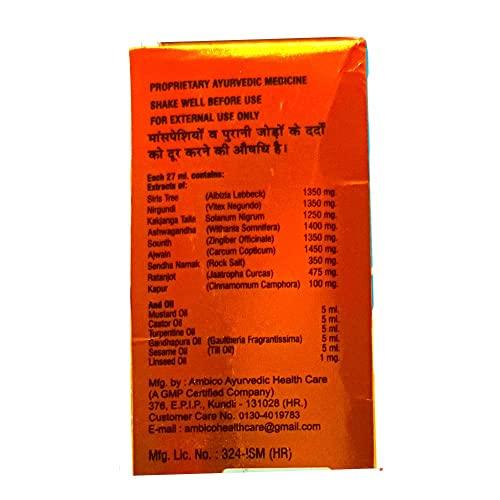 PROPRIETARY AYURVEDIC MEDICINE
SHAKE WELL BEFORE USE
FOR EXTERNAL USE ONLY
मांसपेशियों व पुरानी जोड़ों के दर्दों
को दूर करने की औषधि है।
Each 27 ml. contains:
Extracts of:
Siris Tree (Albizia Lebbeck) 1350 mg.
Nirgundi (Vitex Negundo) 1350 mg.
Kakjanga Taila Solanum Nigrum 1250 mg.
Ashwagandha (Withania Somnifera) 1400 mg.
Sounth (Zingiber Officinale) 1350 mg.
Ajwain (Carcum Copticum) 1450 mg.
Sendha Namak (Rock Salt) 350 mg.
Ratanjot (Jaatropha Curcas) 475 mg.
Kapur (Cinnamomum Camphora) 100 mg.
And Oil
Mustard Oil 5 ml.
Castor Oil 5 ml.
Turpentine Oil 5 ml.
Gandhapura Oil (Gaultheria Fragrantissima) 5 ml.
Sesame Oil (Till Oil) 5 ml.
Linseed Oil 1 mg.
Mfg. by : Ambico Ayurvedic Health Care
(A GMP Certified Company)
376, E.P.I.P., Kundli - 131028 (HR.)
Customer Care No. 0130-4019783
E-mail : ambicohealthcare@gmail.com
Mfg. Lic. No. : 324-ISM (HR)